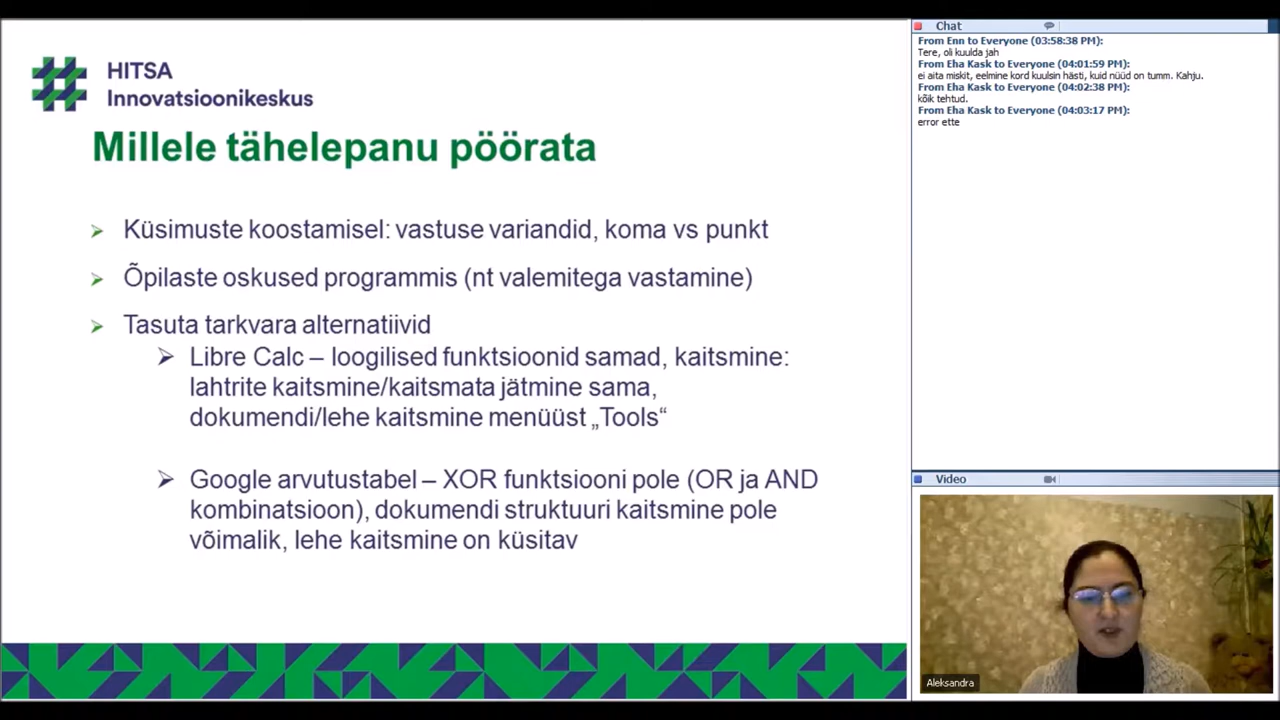 HITSA
Innovatsioonikeskus
Millele tähelepanu pöörata
Küsimuste koostamisel: vastuse variandid, koma vs punkt
Õpilaste oskused programmis (nt valemitega vastamine)
Tasuta tarkvara alternatiivid
Libre Calc – loogilised funktsioonid samad, kaitsmine:
lahtrite kaitsmine/kaitsmata jätmine sama,
dokumendi/lehe kaitsmine menüüst „Tools“
Google arvutustabel – XOR funktsiooni pole (OR ja AND
kombinatsioon), dokumendi struktuuri kaitsmine pole
võimalik, lehe kaitsmine on küsitav
Chat
From Enn to Everyone (03:58:38 PM):
Tere, oli kuulda jah
From Eha Kask to Everyone (04:01:59 PM):
ei aita miskit, eelmine kord kuulsin hästi, kuid nüüd on tumm. Kahju.
From Eha Kask to Everyone (04:02:38 PM):
kõik tehtud.
From Eha Kask to Everyone (04:03:17 PM):
error ette
Video
Aleksandra